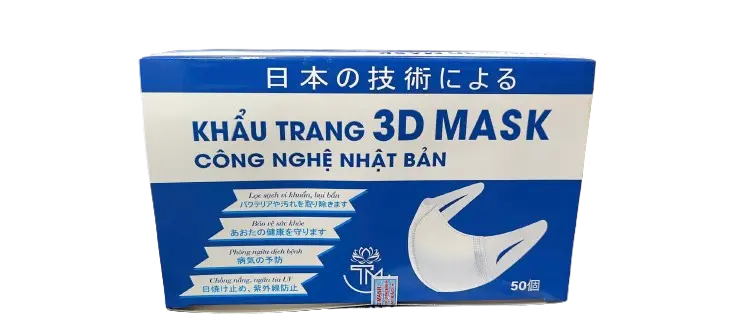 日本の技術による
KHẨU TRANG 3D MASK
CÔNG NGHỆ NHẬT BẢN
Lọc sạch vi khuẩn, bụi bẩn
バクテリアや汚れを取り除きます
Bảo vệ sức khỏe
あおたの健康を守ります
Phòng ngừa dịch bệnh
病気の予防
Chống nắng, ngừa tia UV
日焼け止め、紫外線防止
TM
50個